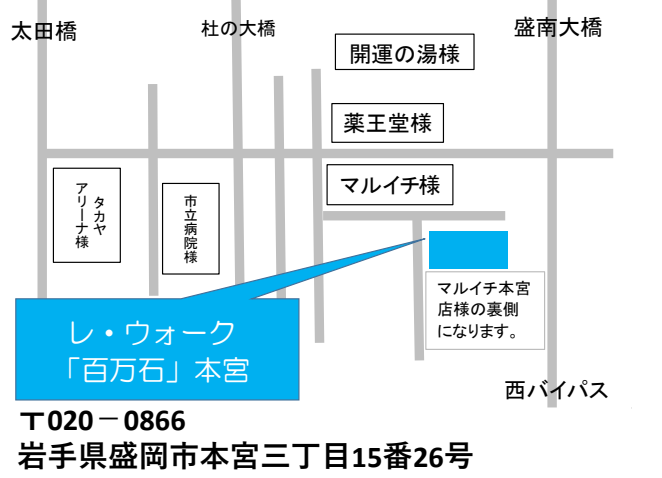 太田橋
杜の大橋
盛南大橋
開運の湯様
薬王堂様
マルイチ様
タカヤ
アリーナ様
市立病院様
マルイチ本宮
店様の裏側
になります。
レ・ウォーク
「百万石」本宮
西バイパス
〒020－0866
岩手県盛岡市本宮三丁目15番26号